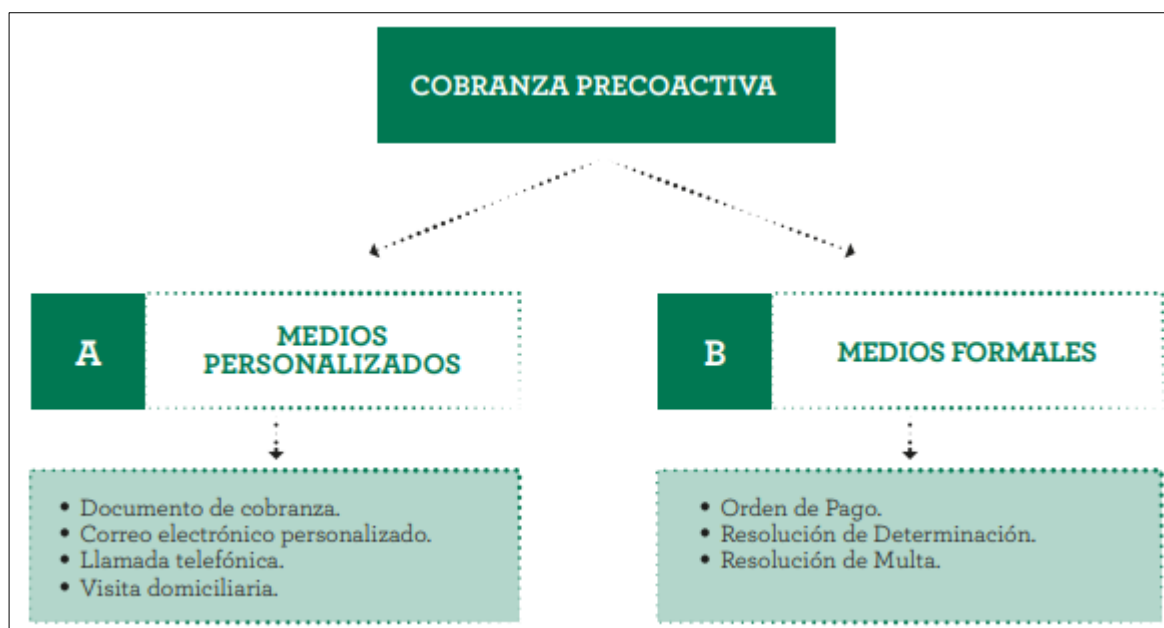 COBRANZA PRECOACTIVA
A
MEDIOS
PERSONALIZADOS
• Documento de cobranza.
• Correo electrónico personalizado.
• Llamada telefónica.
• Visita domiciliaria.
B
MEDIOS FORMALES
• Orden de Pago.
• Resolución de Determinación.
• Resolución de Multa.